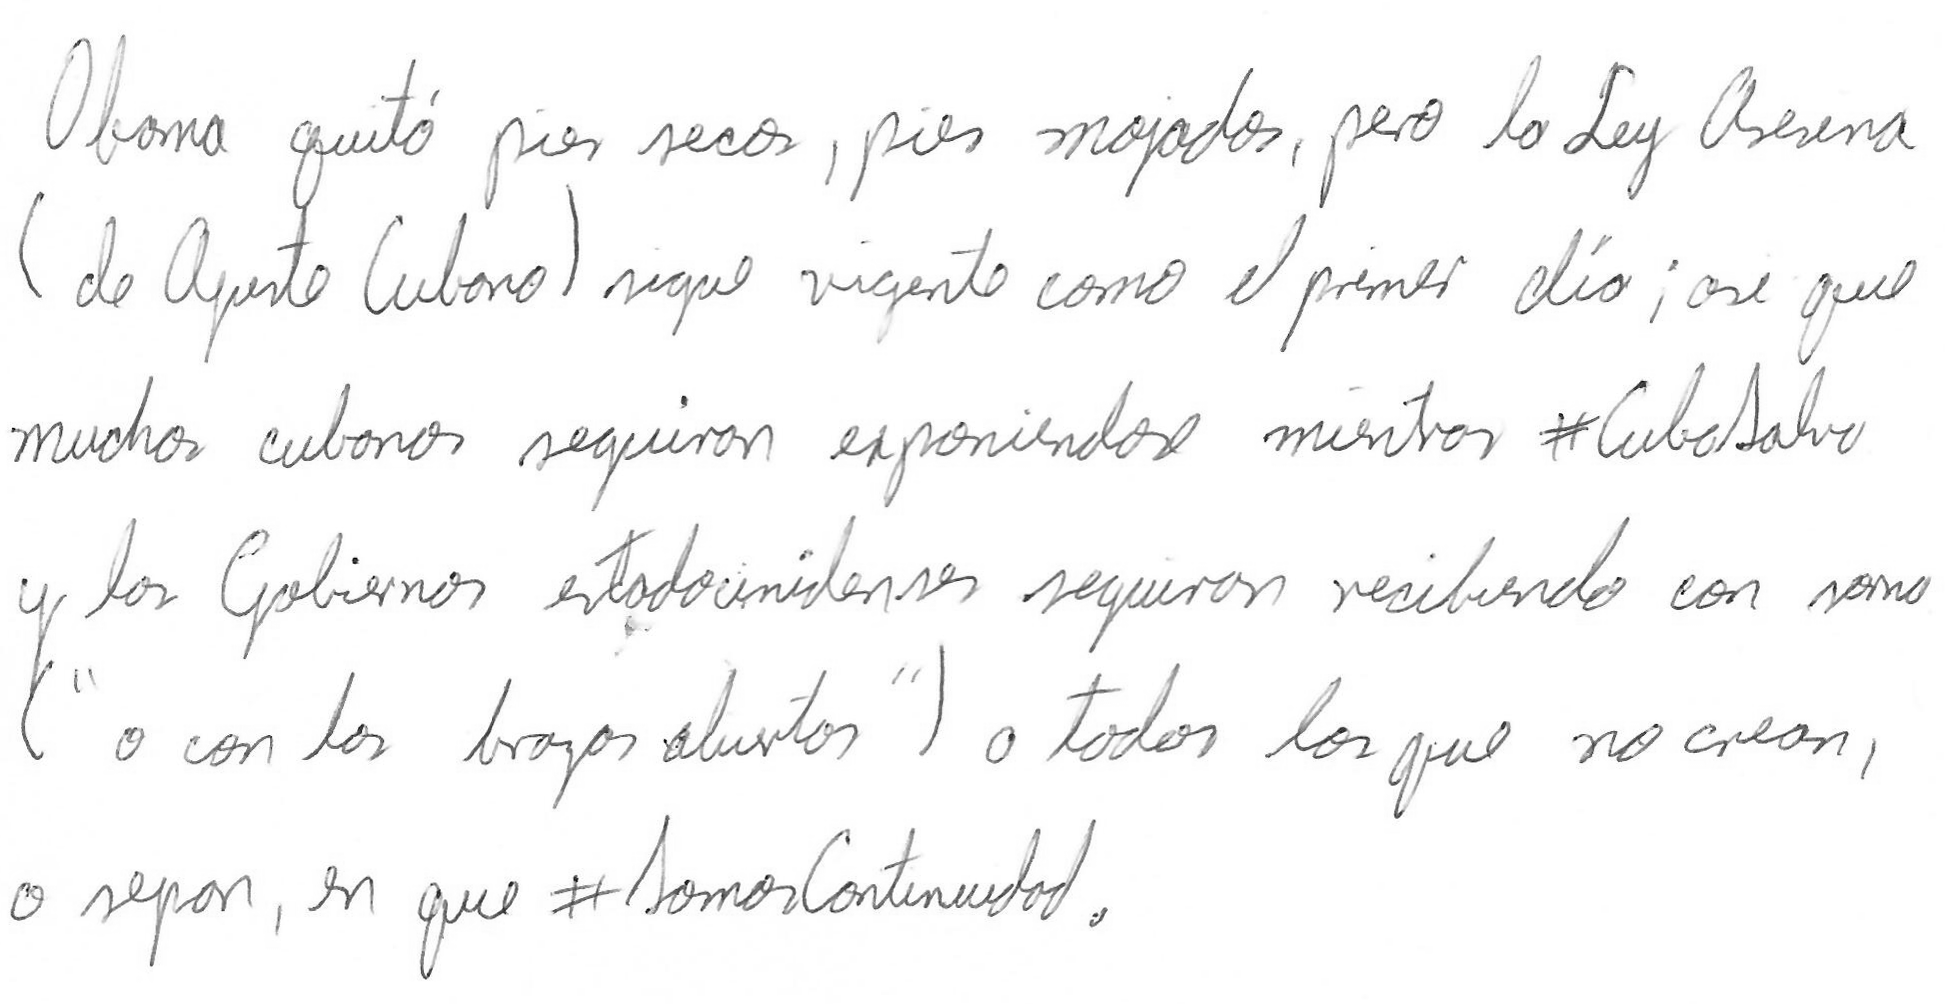 Obama quitó pies secos, pies mojados, pero la Ley Asesina
(de Ajuste Cubano) sigue vigente como el primer día; asi que
muchos cubanos seguiran exponiendose mientras #CubaSalva
y los Gobiernos estadounidenses seguiran recibiendo con sorna
("o con los brazos abiertos") a todos los que no crean,
o sepan, en que #SomosContinuidad.